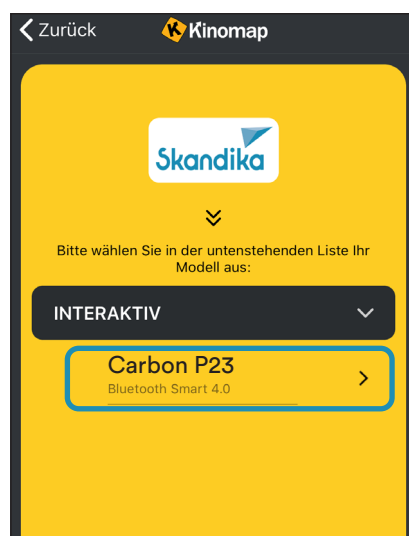 Zurück
Kinomap
Skandika
Bitte wählen Sie in der untenstehenden Liste Ihr
Modell aus:
INTERAKTIV
Carbon P23
Bluetooth Smart 4.0